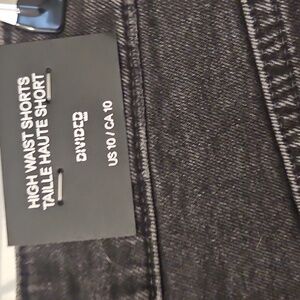 HIGH WAIST SHORTS
TAILLE HAUTE SHORT
DIVIDED
US 10 / CA 10